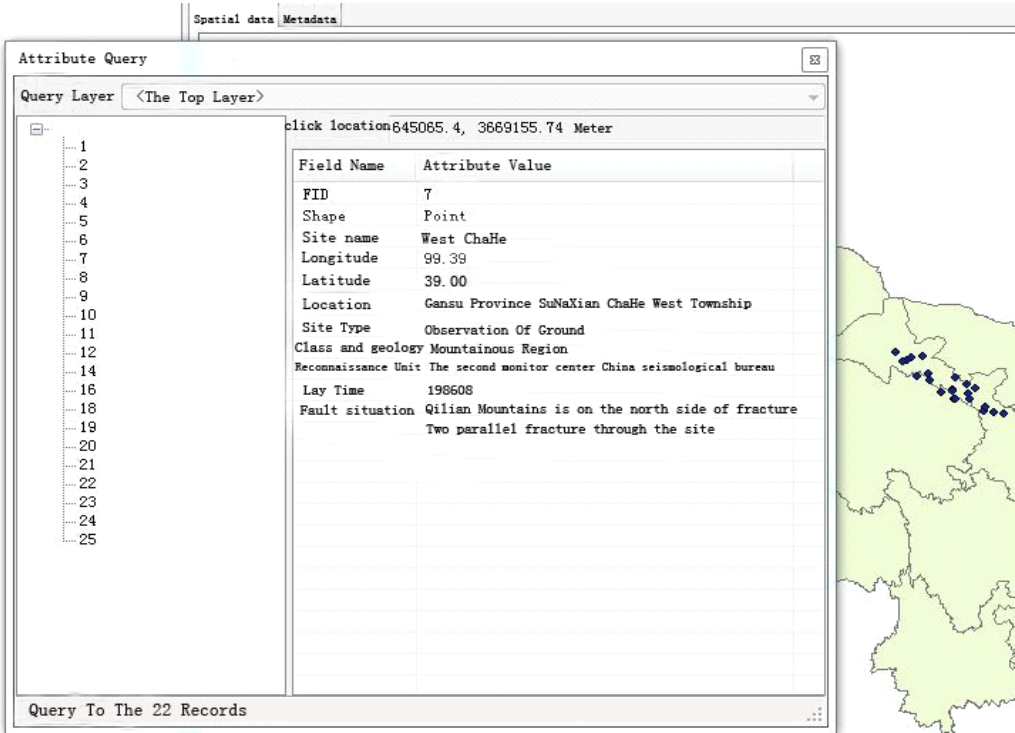 Spatial data Metadata
Attribute Query
Query Layer <The Top Layer>
click location 645065.4, 3669155.74 Meter
1
2
3
4
5
6
7
8
9
10
11
12
14
16
18
19
20
21
22
23
24
25
Field Name Attribute Value
FID 7
Shape Point
Site name West ChaHe
Longitude 99.39
Latitude 39.00
Location Gansu Province SuNaXian ChaHe West Township
Site Type Observation Of Ground
Class and geology Mountainous Region
Reconnaissance Unit The second monitor center China seismological bureau
Lay Time 198608
Fault situation Qilian Mountains is on the north side of fracture
Two parallel fracture through the site
Query To The 22 Records